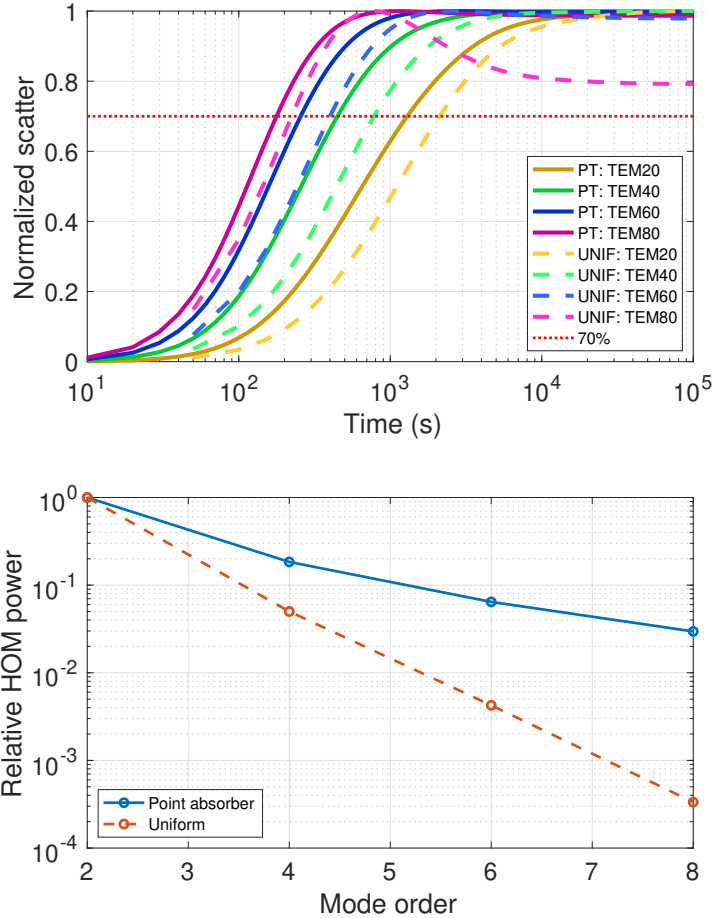 Normalized scatter
1
0.8
0.6
0.4
0.2
0
PT: TEM20
PT: TEM40
PT: TEM60
PT: TEM80
UNIF: TEM20
UNIF: TEM40
UNIF: TEM60
UNIF: TEM80
70%
10^1 10^2 10^3 10^4 10^5
Time (s)
Relative HOM power
10^0
10^-1
10^-2
10^-3
10^-4
Point absorber
Uniform
2 3 4 5 6 7 8
Mode order